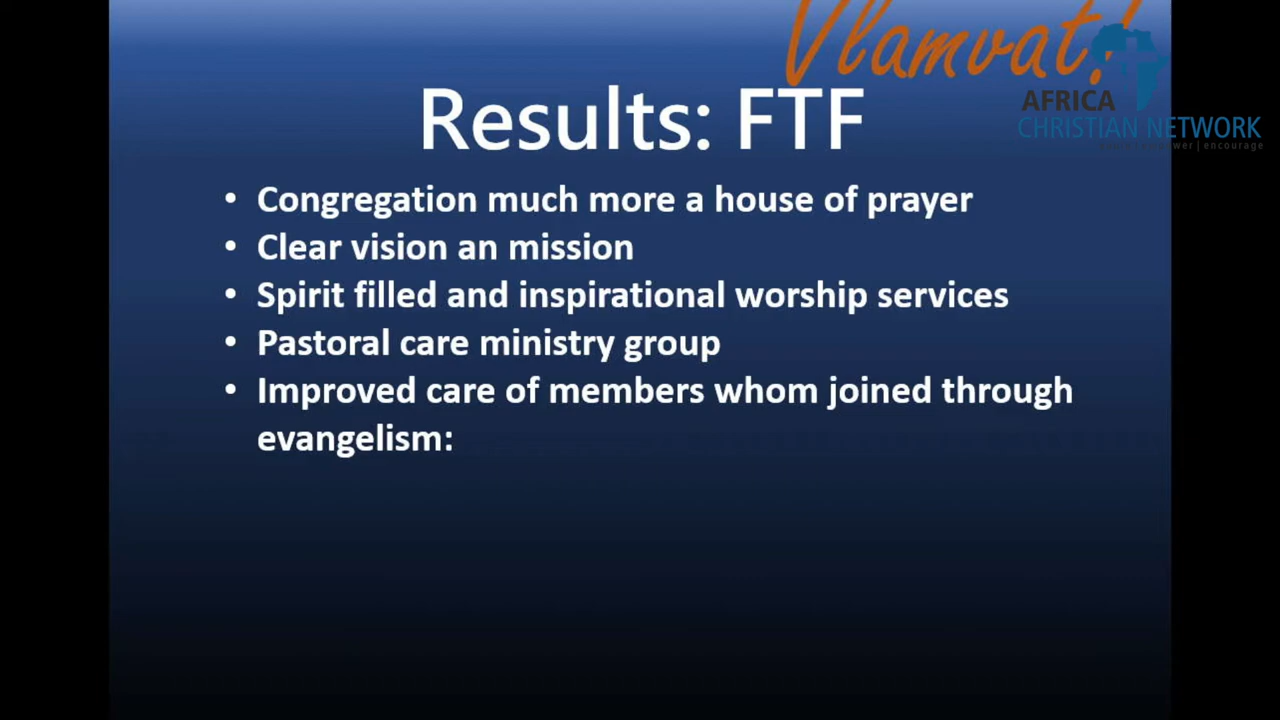 Vlamvat!
AFRICA
CHRISTIAN NETWORK
| encourage
Results: FTF
• Congregation much more a house of prayer
• Clear vision an mission
• Spirit filled and inspirational worship services
• Pastoral care ministry group
• Improved care of members whom joined through
evangelism: